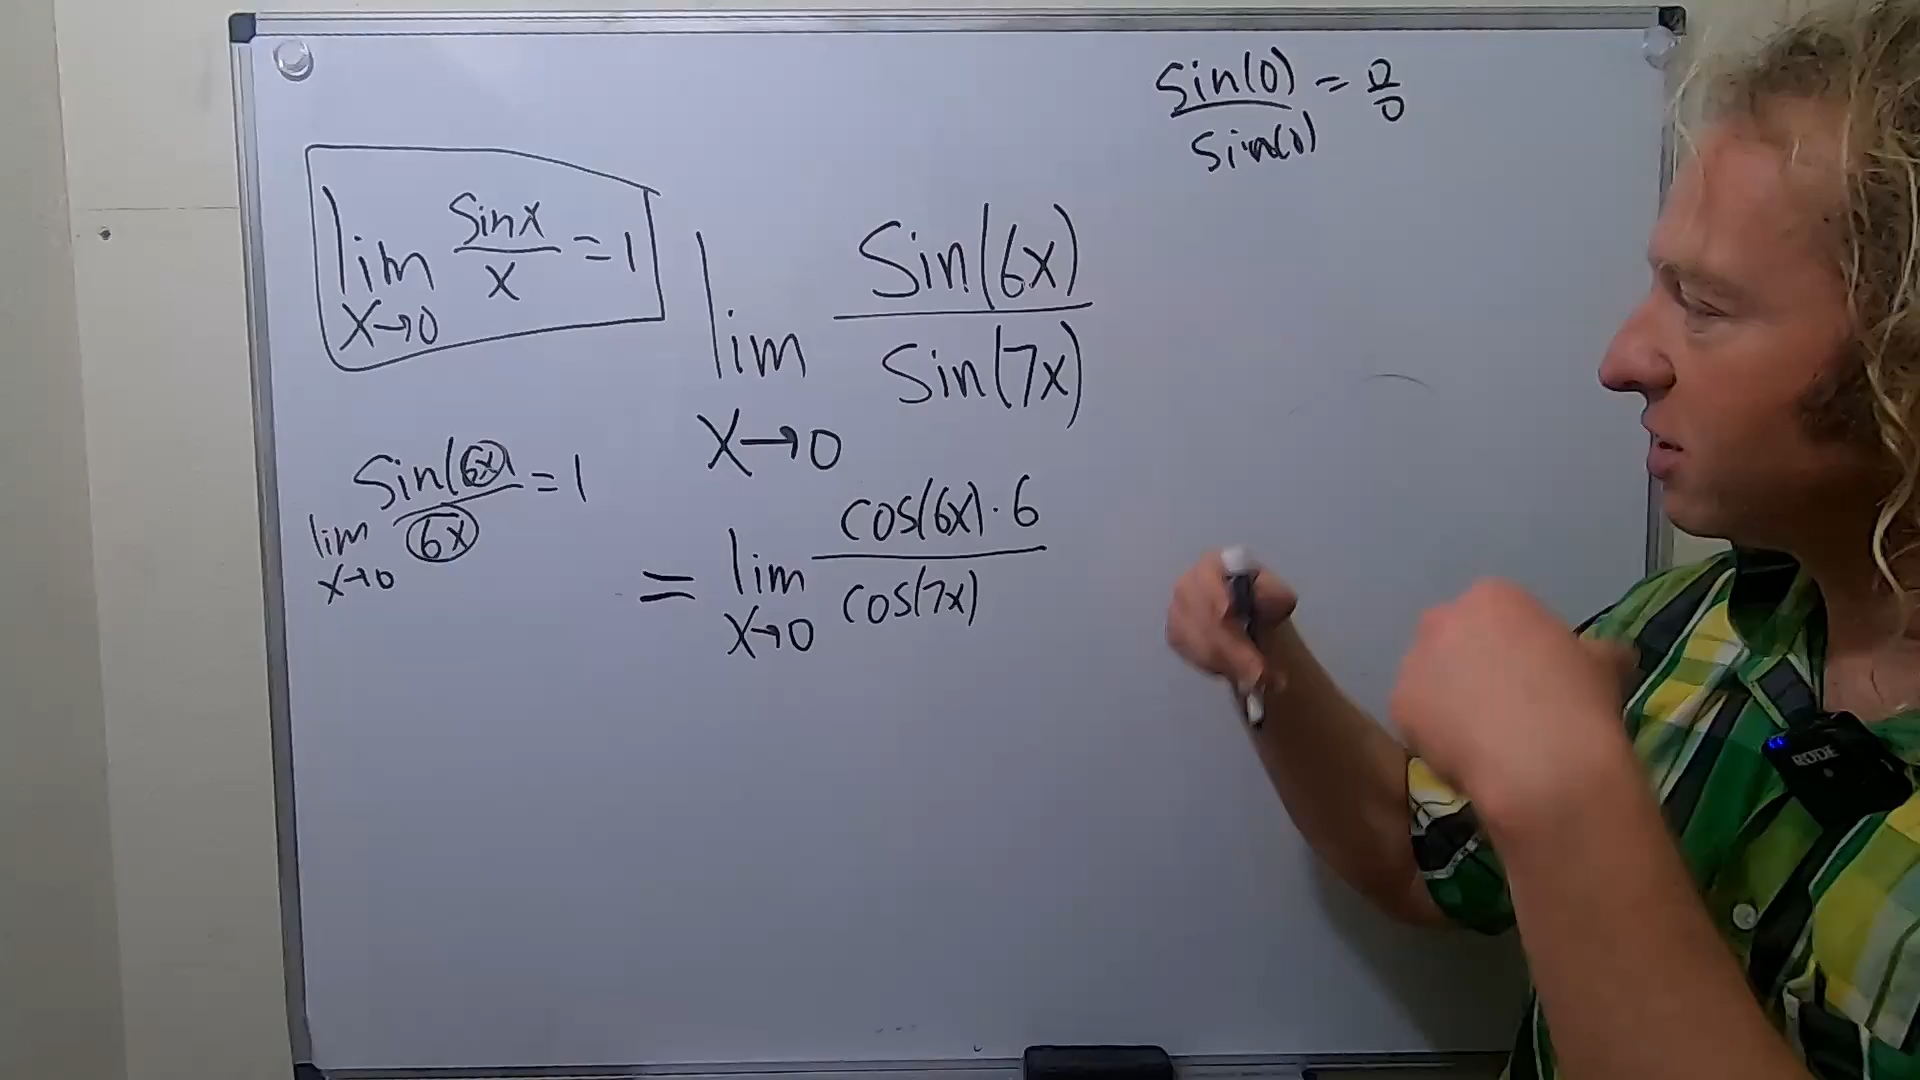 sin(0) / sin(0) = 0/0
lim x→0 sinx / x = 1
lim x→0 Sin(6x) / Sin(7x)
lim x→0 Sin(6x) / 6x = 1
= lim x→0 cos(6x)·6 / cos(7x)
RODE